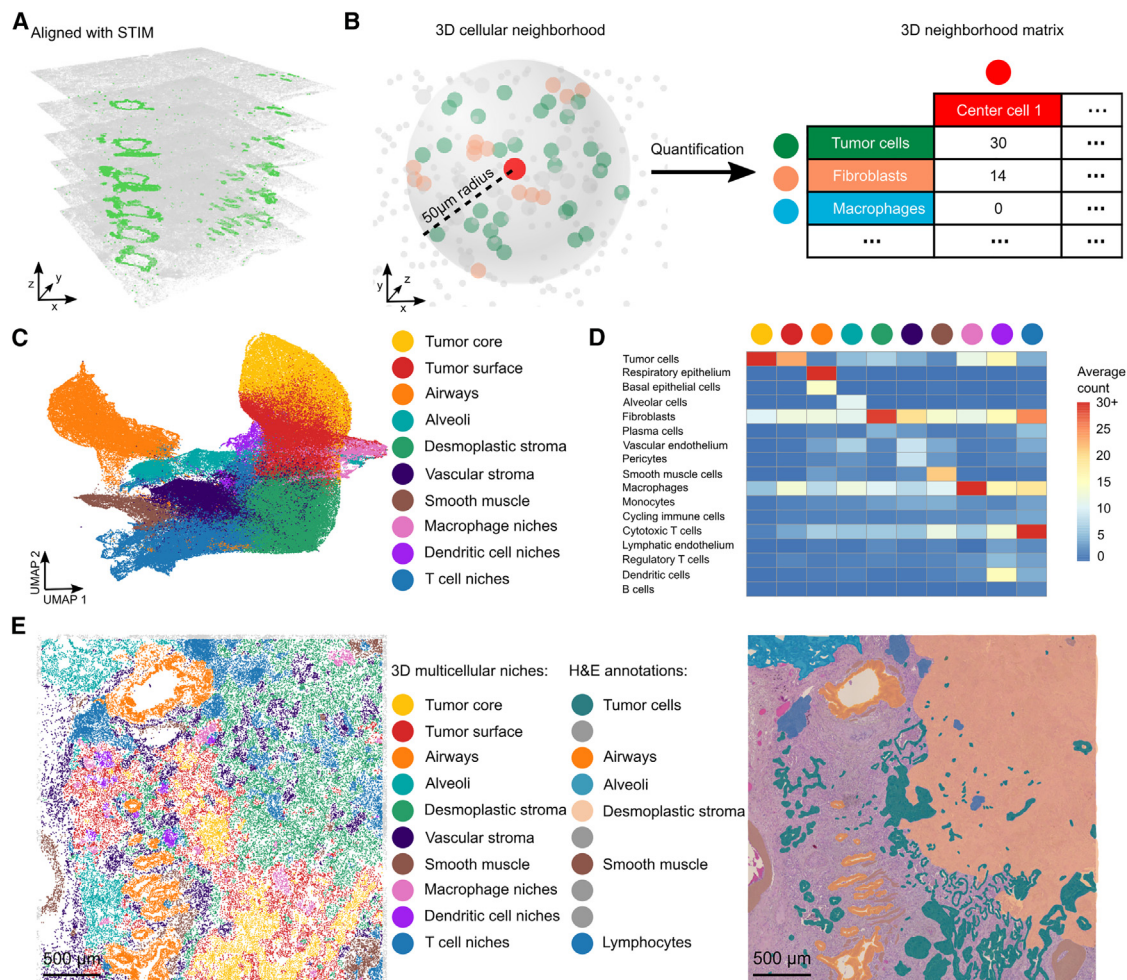 A
Aligned with STIM
z
y
x
B
3D cellular neighborhood
50µm radius
y
z
x
Quantification
3D neighborhood matrix
Center cell 1 ...
Tumor cells 30 ...
Fibroblasts 14 ...
Macrophages 0 ...
... ... ...
C
Tumor core
Tumor surface
Airways
Alveoli
Desmoplastic stroma
Vascular stroma
Smooth muscle
Macrophage niches
Dendritic cell niches
T cell niches
UMAP 2
UMAP 1
D
Tumor cells
Respiratory epithelium
Basal epithelial cells
Alveolar cells
Fibroblasts
Plasma cells
Vascular endothelium
Pericytes
Smooth muscle cells
Macrophages
Monocytes
Cycling immune cells
Cytotoxic T cells
Lymphatic endothelium
Regulatory T cells
Dendritic cells
B cells
Average
count
30+
25
20
15
10
5
0
E
500 µm
3D multicellular niches:
Tumor core
Tumor surface
Airways
Alveoli
Desmoplastic stroma
Vascular stroma
Smooth muscle
Macrophage niches
Dendritic cell niches
T cell niches
H&E annotations:
Tumor cells
Airways
Alveoli
Desmoplastic stroma
Smooth muscle
Lymphocytes
500 µm